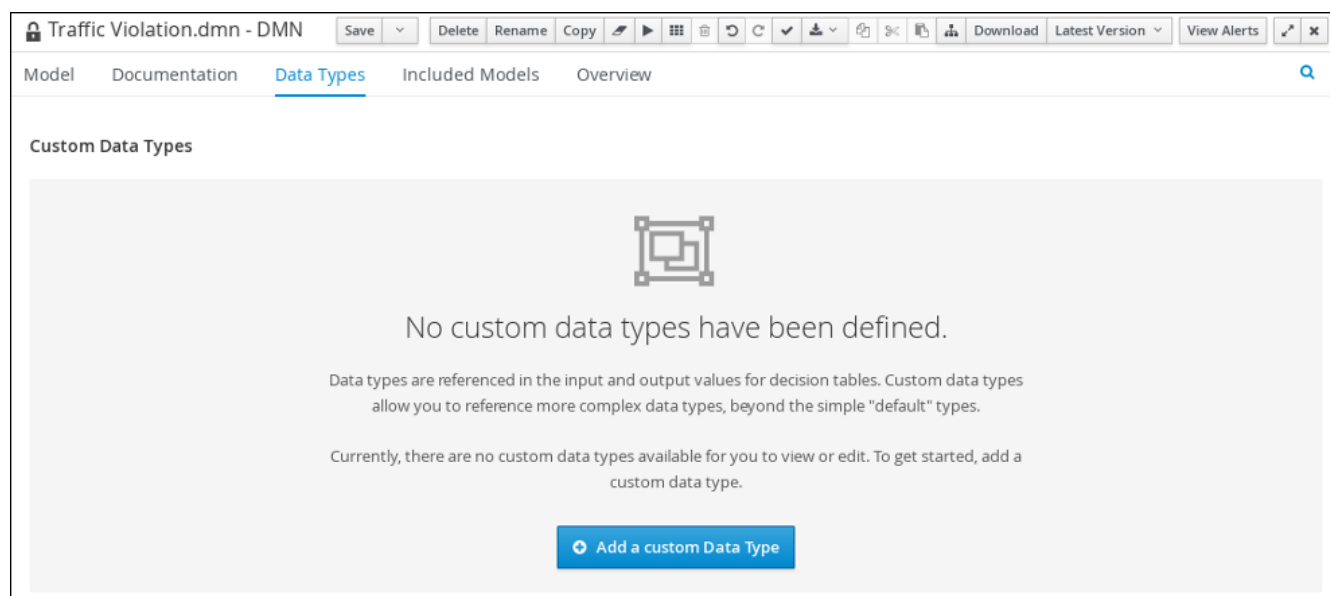 Traffic Violation.dmn - DMN Save Delete Rename Copy Download Latest Version View Alerts
Model Documentation Data Types Included Models Overview
Custom Data Types
No custom data types have been defined.
Data types are referenced in the input and output values for decision tables. Custom data types
allow you to reference more complex data types, beyond the simple "default" types.
Currently, there are no custom data types available for you to view or edit. To get started, add a
custom data type.
Add a custom Data Type